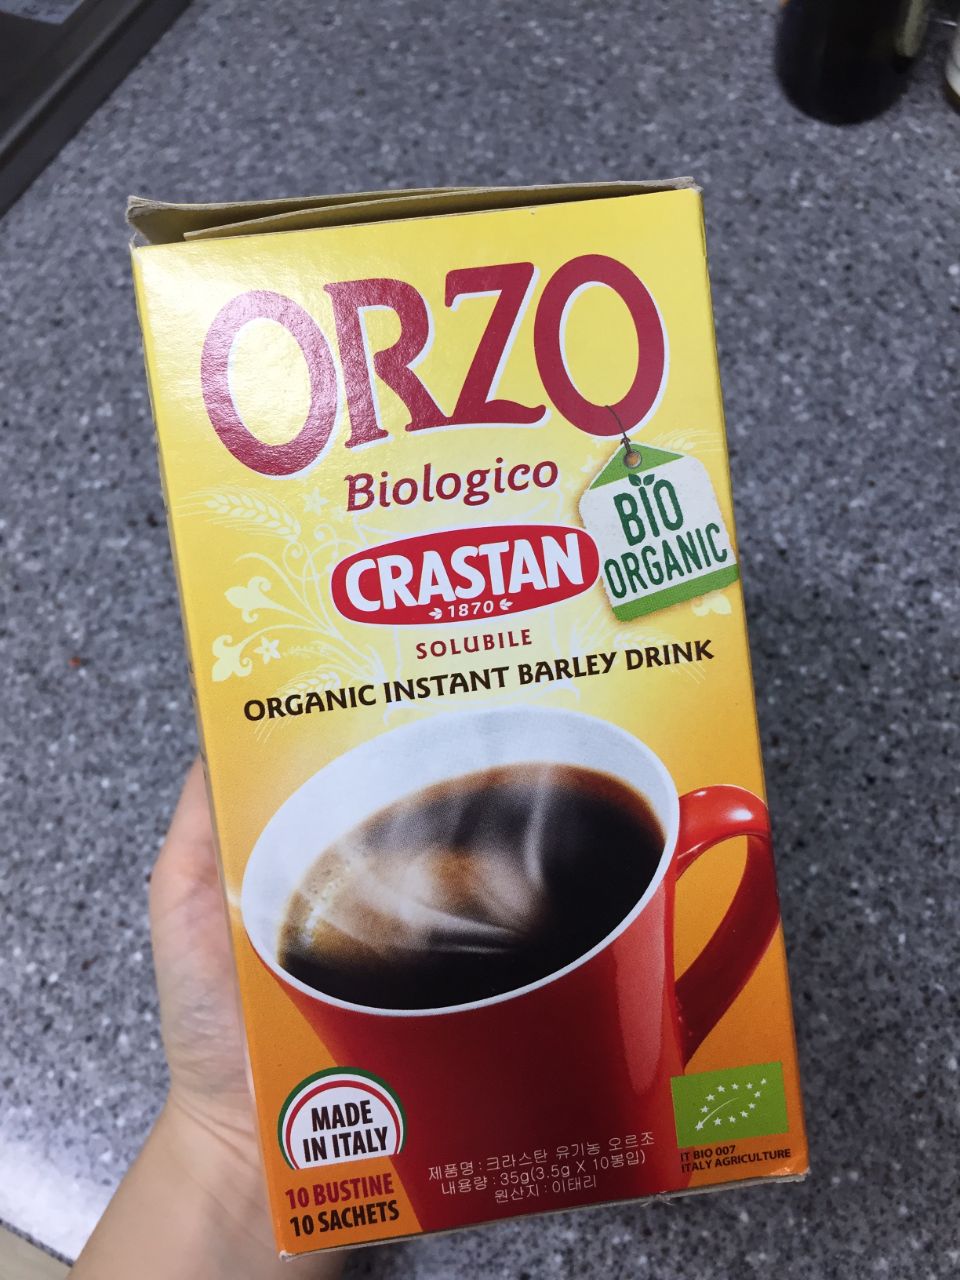 ORZO
Biologico
BIO
ORGANIC
CRASTAN
1870
SOLUBILE
ORGANIC INSTANT BARLEY DRINK
MADE
IN ITALY
10 BUSTINE
10 SACHETS
제품명 : 크라스탄 유기농 오르조
내용량 : 35g(3.5g X 10봉입)
원산지 : 이태리
IT BIO 007
ITALY AGRICULTURE